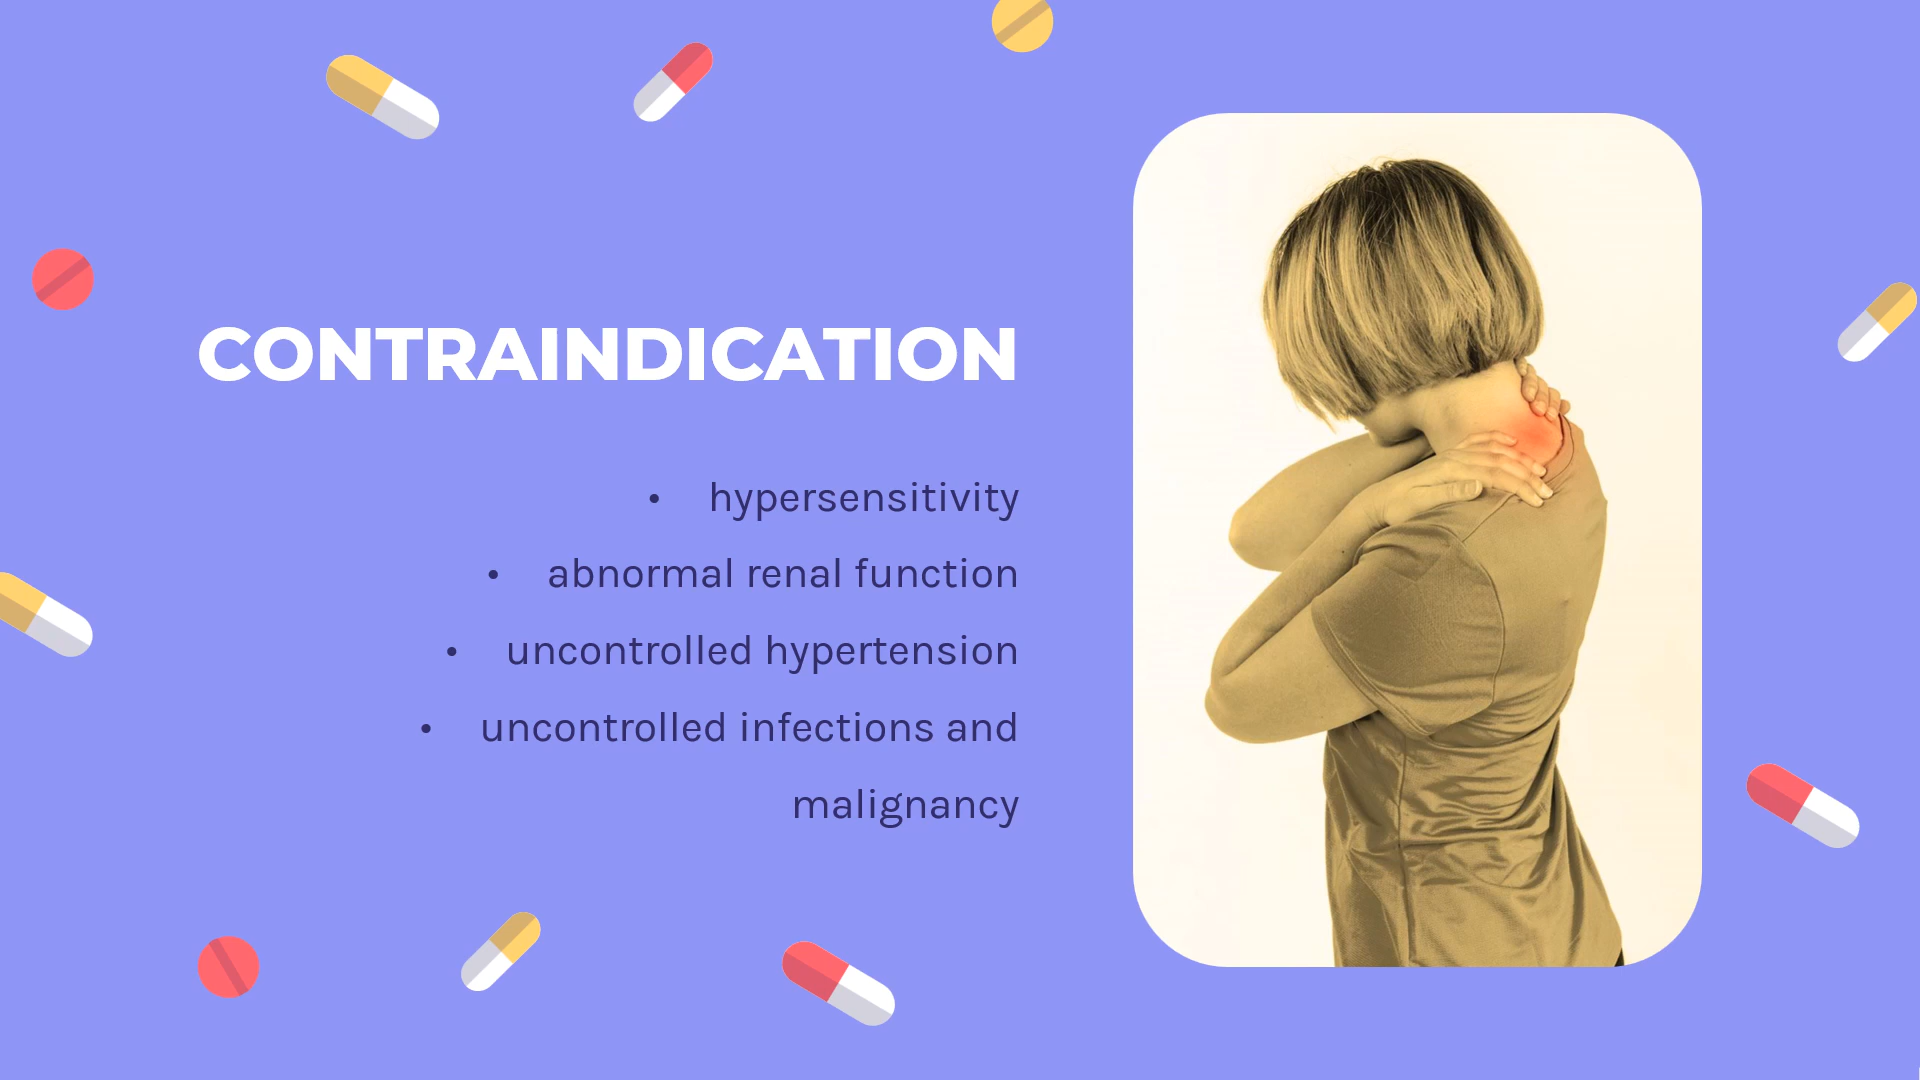 CONTRAINDICATION
• hypersensitivity
• abnormal renal function
• uncontrolled hypertension
• uncontrolled infections and
malignancy